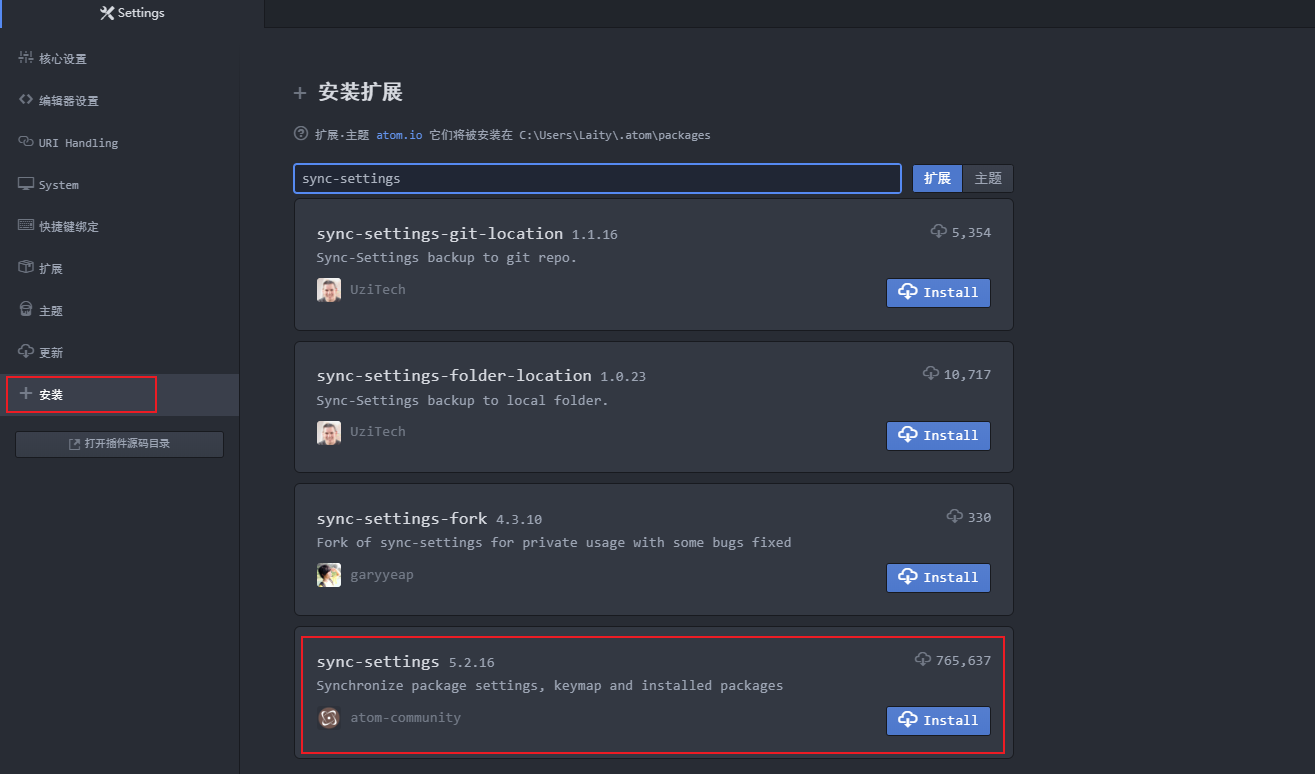 Settings
核心设置
编辑器设置
URI Handling
System
快捷键绑定
扩展
主题
更新
安装
打开插件源码目录
安装扩展
扩展·主题 atom.io 它们将被安装在 C:\Users\Laity\.atom\packages
sync-settings
扩展 主题
sync-settings-git-location 1.1.16 5,354
Sync-Settings backup to git repo.
UziTech Install
sync-settings-folder-location 1.0.23 10,717
Sync-Settings backup to local folder.
UziTech Install
sync-settings-fork 4.3.10 330
Fork of sync-settings for private usage with some bugs fixed
garyyeap Install
sync-settings 5.2.16 765,637
Synchronize package settings, keymap and installed packages
atom-community Install